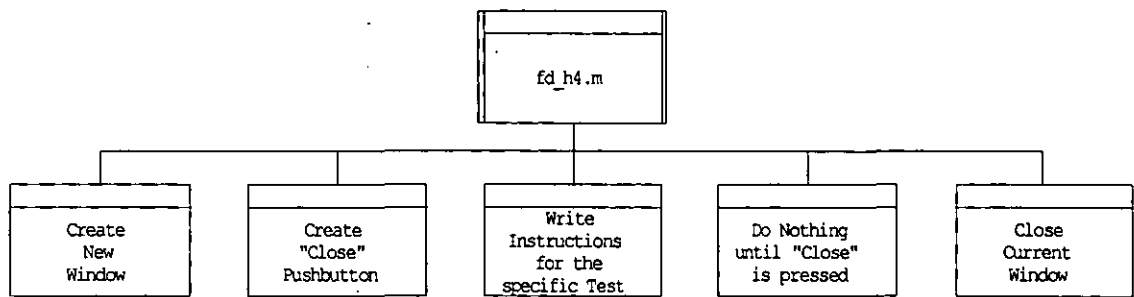 fd_h4.m
Create
New
Window
Create
"Close"
Pushbutton
Write
Instructions
for the
specific Test
Do Nothing
until "Close"
is pressed
Close
Current
Window